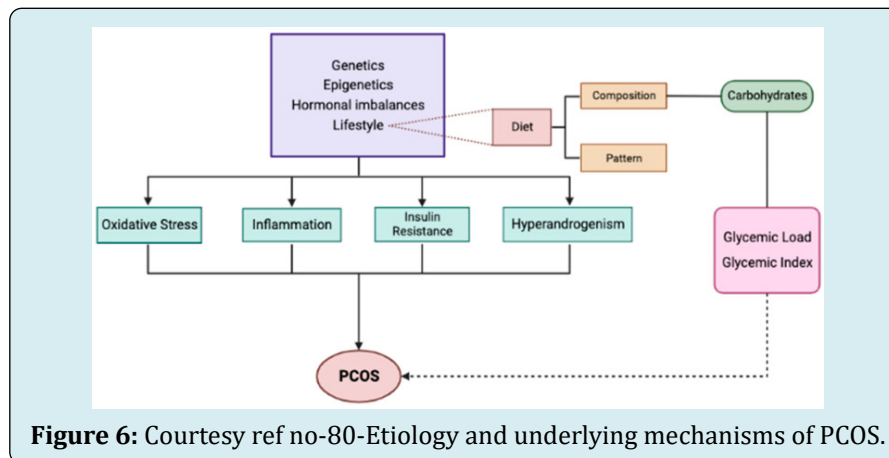 Genetics
Epigenetics
Hormonal imbalances
Lifestyle
Diet
Composition
Pattern
Carbohydrates
Oxidative Stress
Inflammation
Insulin
Resistance
Hyperandrogenism
Glycemic Load
Glycemic Index
PCOS
Figure 6: Courtesy ref no-80-Etiology and underlying mechanisms of PCOS.